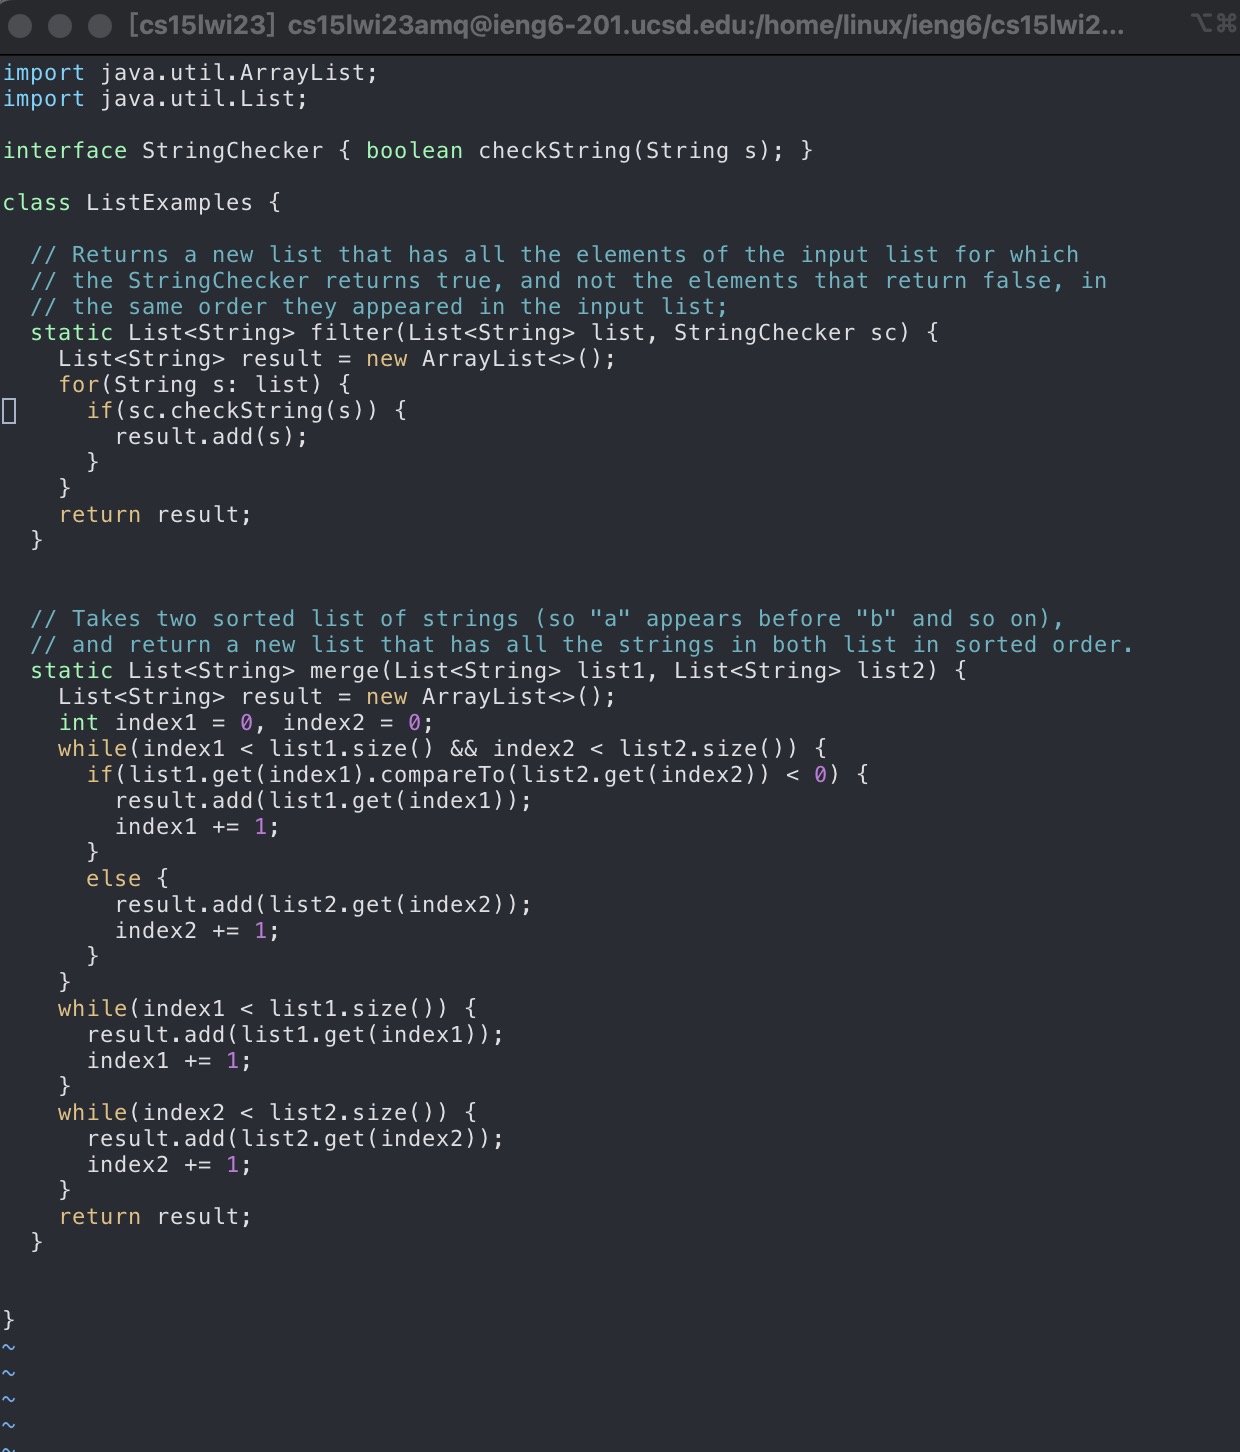 [cs15lwi23] cs15lwi23amq@ieng6-201.ucsd.edu:/home/linux/ieng6/cs15lwi2... ⌥⌘
import java.util.ArrayList;
import java.util.List;

interface StringChecker { boolean checkString(String s); }

class ListExamples {

  // Returns a new list that has all the elements of the input list for which
  // the StringChecker returns true, and not the elements that return false, in
  // the same order they appeared in the input list;
  static List<String> filter(List<String> list, StringChecker sc) {
    List<String> result = new ArrayList<>();
    for(String s: list) {
      if(sc.checkString(s)) {
        result.add(s);
      }
    }
    return result;
  }


  // Takes two sorted list of strings (so "a" appears before "b" and so on),
  // and return a new list that has all the strings in both list in sorted order.
  static List<String> merge(List<String> list1, List<String> list2) {
    List<String> result = new ArrayList<>();
    int index1 = 0, index2 = 0;
    while(index1 < list1.size() && index2 < list2.size()) {
      if(list1.get(index1).compareTo(list2.get(index2)) < 0) {
        result.add(list1.get(index1));
        index1 += 1;
      }
      else {
        result.add(list2.get(index2));
        index2 += 1;
      }
    }
    while(index1 < list1.size()) {
      result.add(list1.get(index1));
      index1 += 1;
    }
    while(index2 < list2.size()) {
      result.add(list2.get(index2));
      index2 += 1;
    }
    return result;
  }


}
~
~
~
~
~